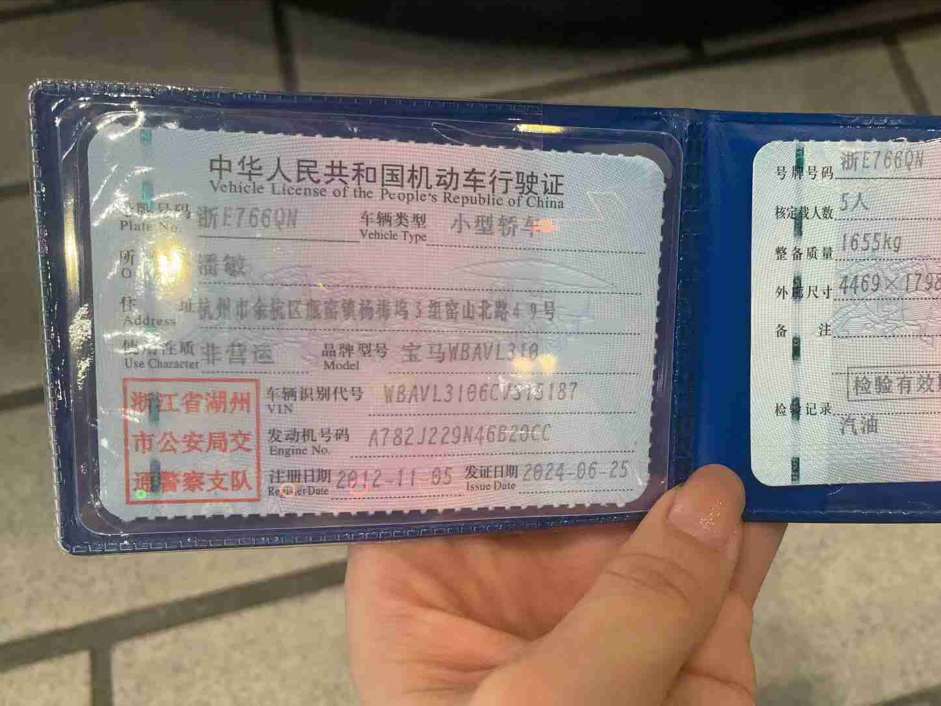 中华人民共和国机动车行驶证
Vehicle License of the People's Republic of China
号牌号码 浙E766QN 车辆类型 小型轿车
Plate No. Vehicle Type
所 潘敏
住 址 杭州市余杭区瓶窑镇杨梅坞3组窑山北路49号
Address
使用性质 非营运 品牌型号 宝马WBAVL310
Use Character Model
浙江省湖州
市公安局交
通警察支队
车辆识别代号
VIN
发动机号码 A782J229N46B20CC
Engine No.
注册日期 2012-11-05 发证日期 2024-06-25
Register Date Issue Date
号牌号码 浙E766QN
核定载人数 5人
整备质量 1655kg
外廓尺寸 4469×1798
备 注
检验有效
检验记录
汽油